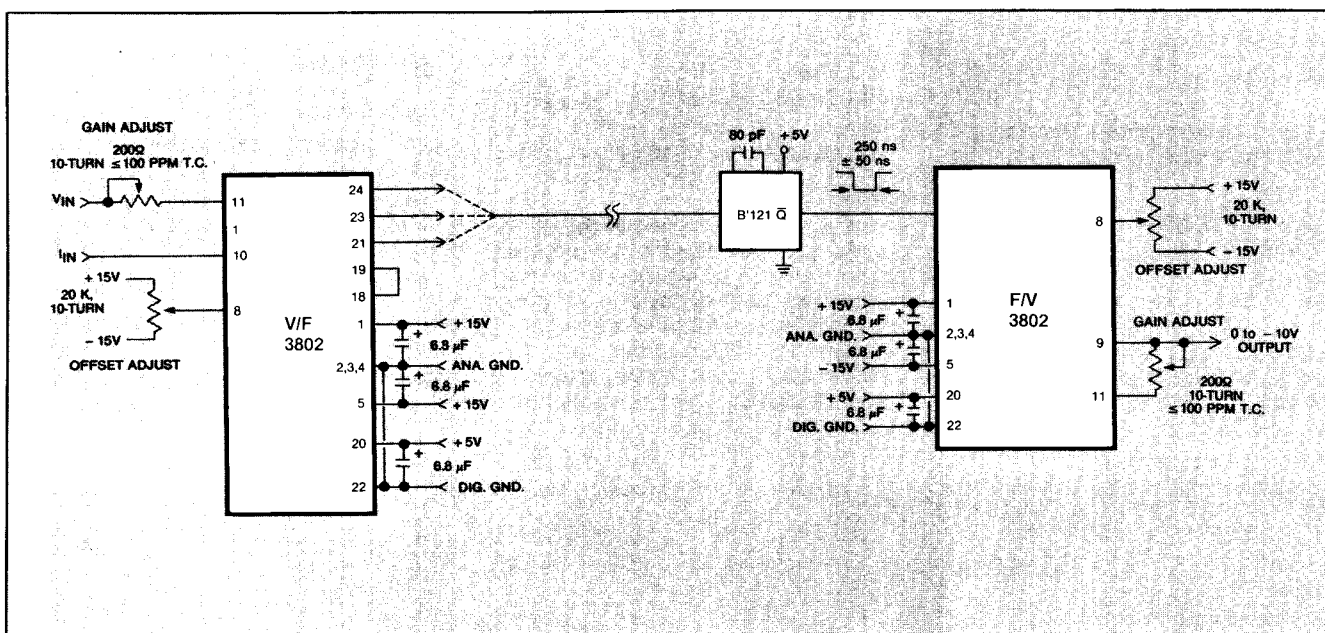 GAIN ADJUST
200Ω
10-TURN ≤ 100 PPM T.C.
VIN
11
1
IIN
10
+ 15V
20 K,
10-TURN
8
- 15V
OFFSET ADJUST
V/F
3802
24
23
21
19
18
1
+ 15V
6.8 µF
+
2,3,4
ANA. GND.
6.8 µF
+
5
+ 15V
20
+ 5V
6.8 µF
+
22
DIG. GND.
80 pF
+ 5V
B'121 Q̅
250 ns
± 50 ns
+ 15V
1
6.8 µF
+
ANA. GND.
2,3,4
6.8 µF
+
- 15V
5
+ 5V
20
6.8 µF
+
DIG. GND.
22
F/V
3802
8
+ 15V
20 K,
10-TURN
- 15V
OFFSET ADJUST
GAIN ADJUST
9
0 to - 10V
OUTPUT
11
200Ω
10-TURN
≤ 100 PPM T.C.